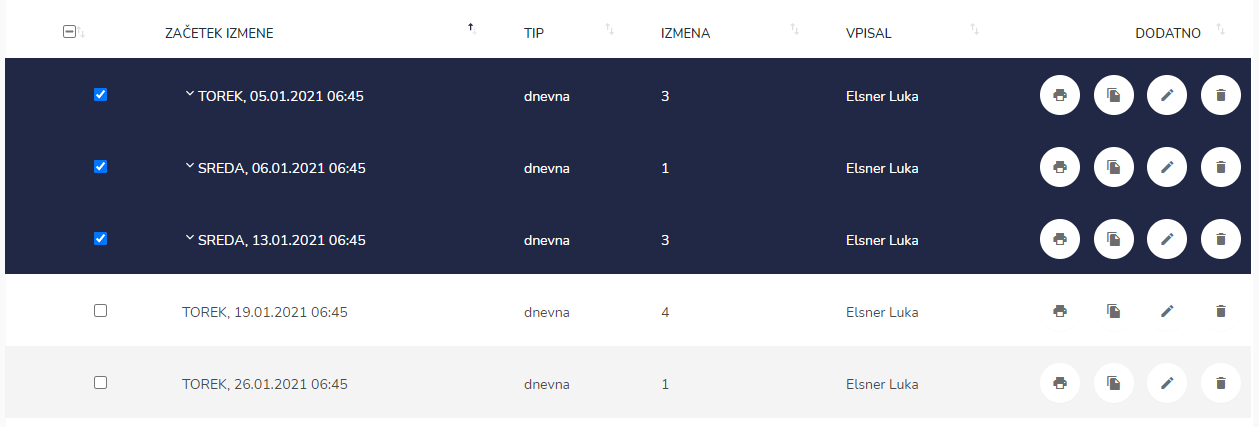 ZAČETEK IZMENE TIP IZMENA VPISAL DODATNO
TOREK, 05.01.2021 06:45 dnevna 3 Elsner Luka
SREDA, 06.01.2021 06:45 dnevna 1 Elsner Luka
SREDA, 13.01.2021 06:45 dnevna 3 Elsner Luka
TOREK, 19.01.2021 06:45 dnevna 4 Elsner Luka
TOREK, 26.01.2021 06:45 dnevna 1 Elsner Luka